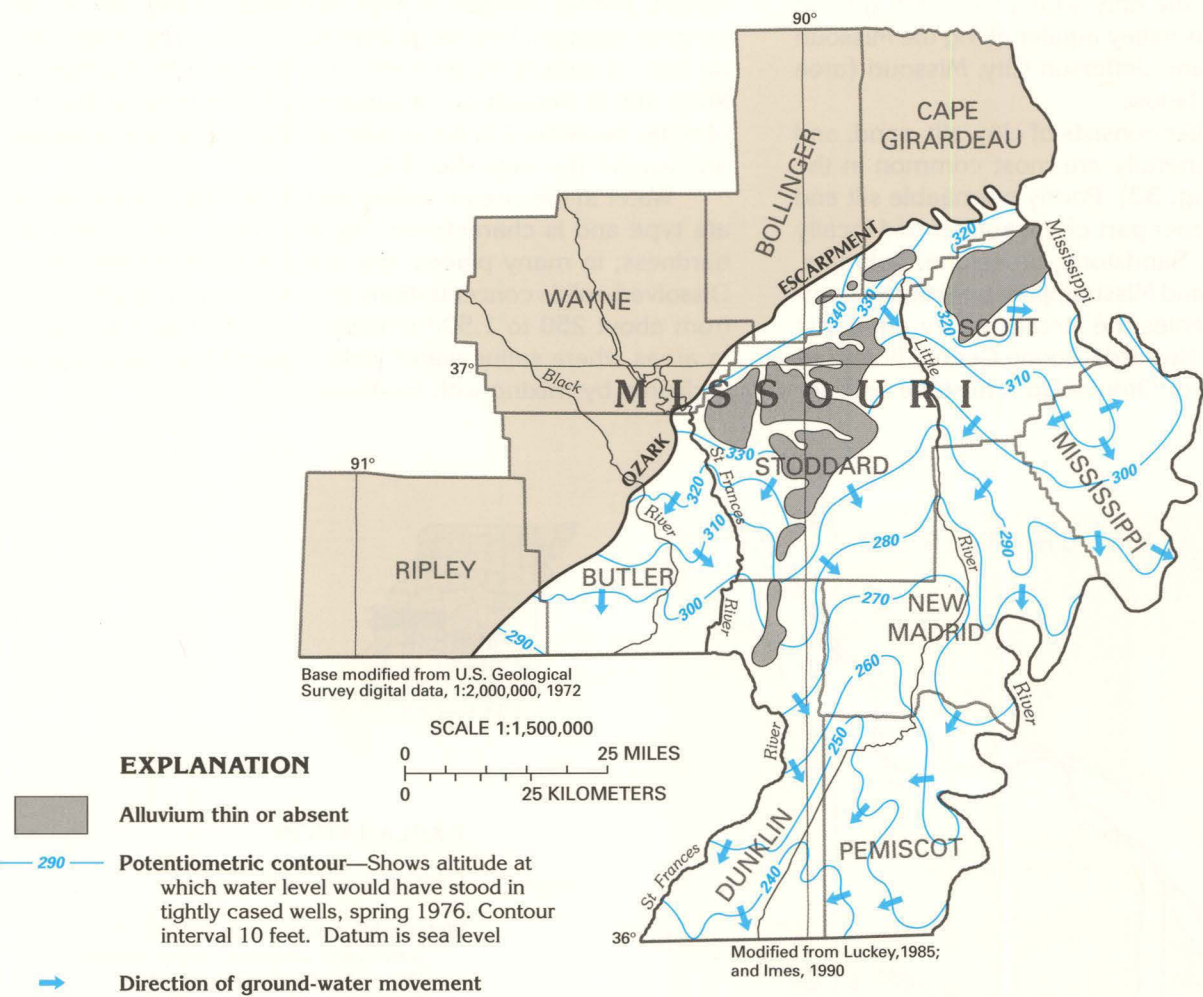 90°
CAPE
GIRARDEAU
BOLLINGER
ESCARPMENT
Mississippi
320
WAYNE
340
330
320
SCOTT
37°
Black
Little
310
MISSOURI
OZARK
91°
330
St Frances
STODDARD
MISSISSIPPI
300
320
River
310
280
River
290
RIPLEY
BUTLER
300
River
270
NEW
MADRID
290
260
River
250
River
DUNKLIN
PEMISCOT
St Frances
240
36°
Base modified from U.S. Geological
Survey digital data, 1:2,000,000, 1972
SCALE 1:1,500,000
0 25 MILES
0 25 KILOMETERS
EXPLANATION
Alluvium thin or absent
290 Potentiometric contour—Shows altitude at
which water level would have stood in
tightly cased wells, spring 1976. Contour
interval 10 feet. Datum is sea level
Direction of ground-water movement
Modified from Luckey,1985;
and Imes, 1990